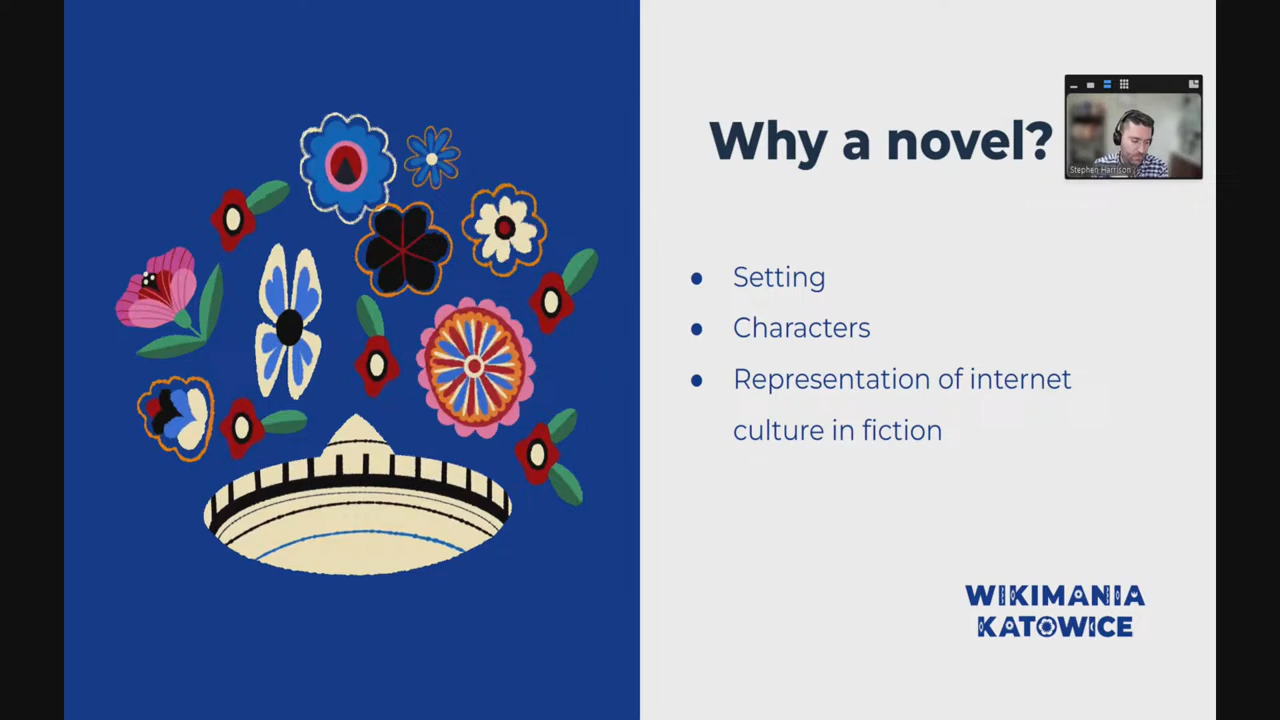 Why a novel?
Stephen Harrison
● Setting
● Characters
● Representation of internet
culture in fiction
WIKIMANIA
KATOWICE